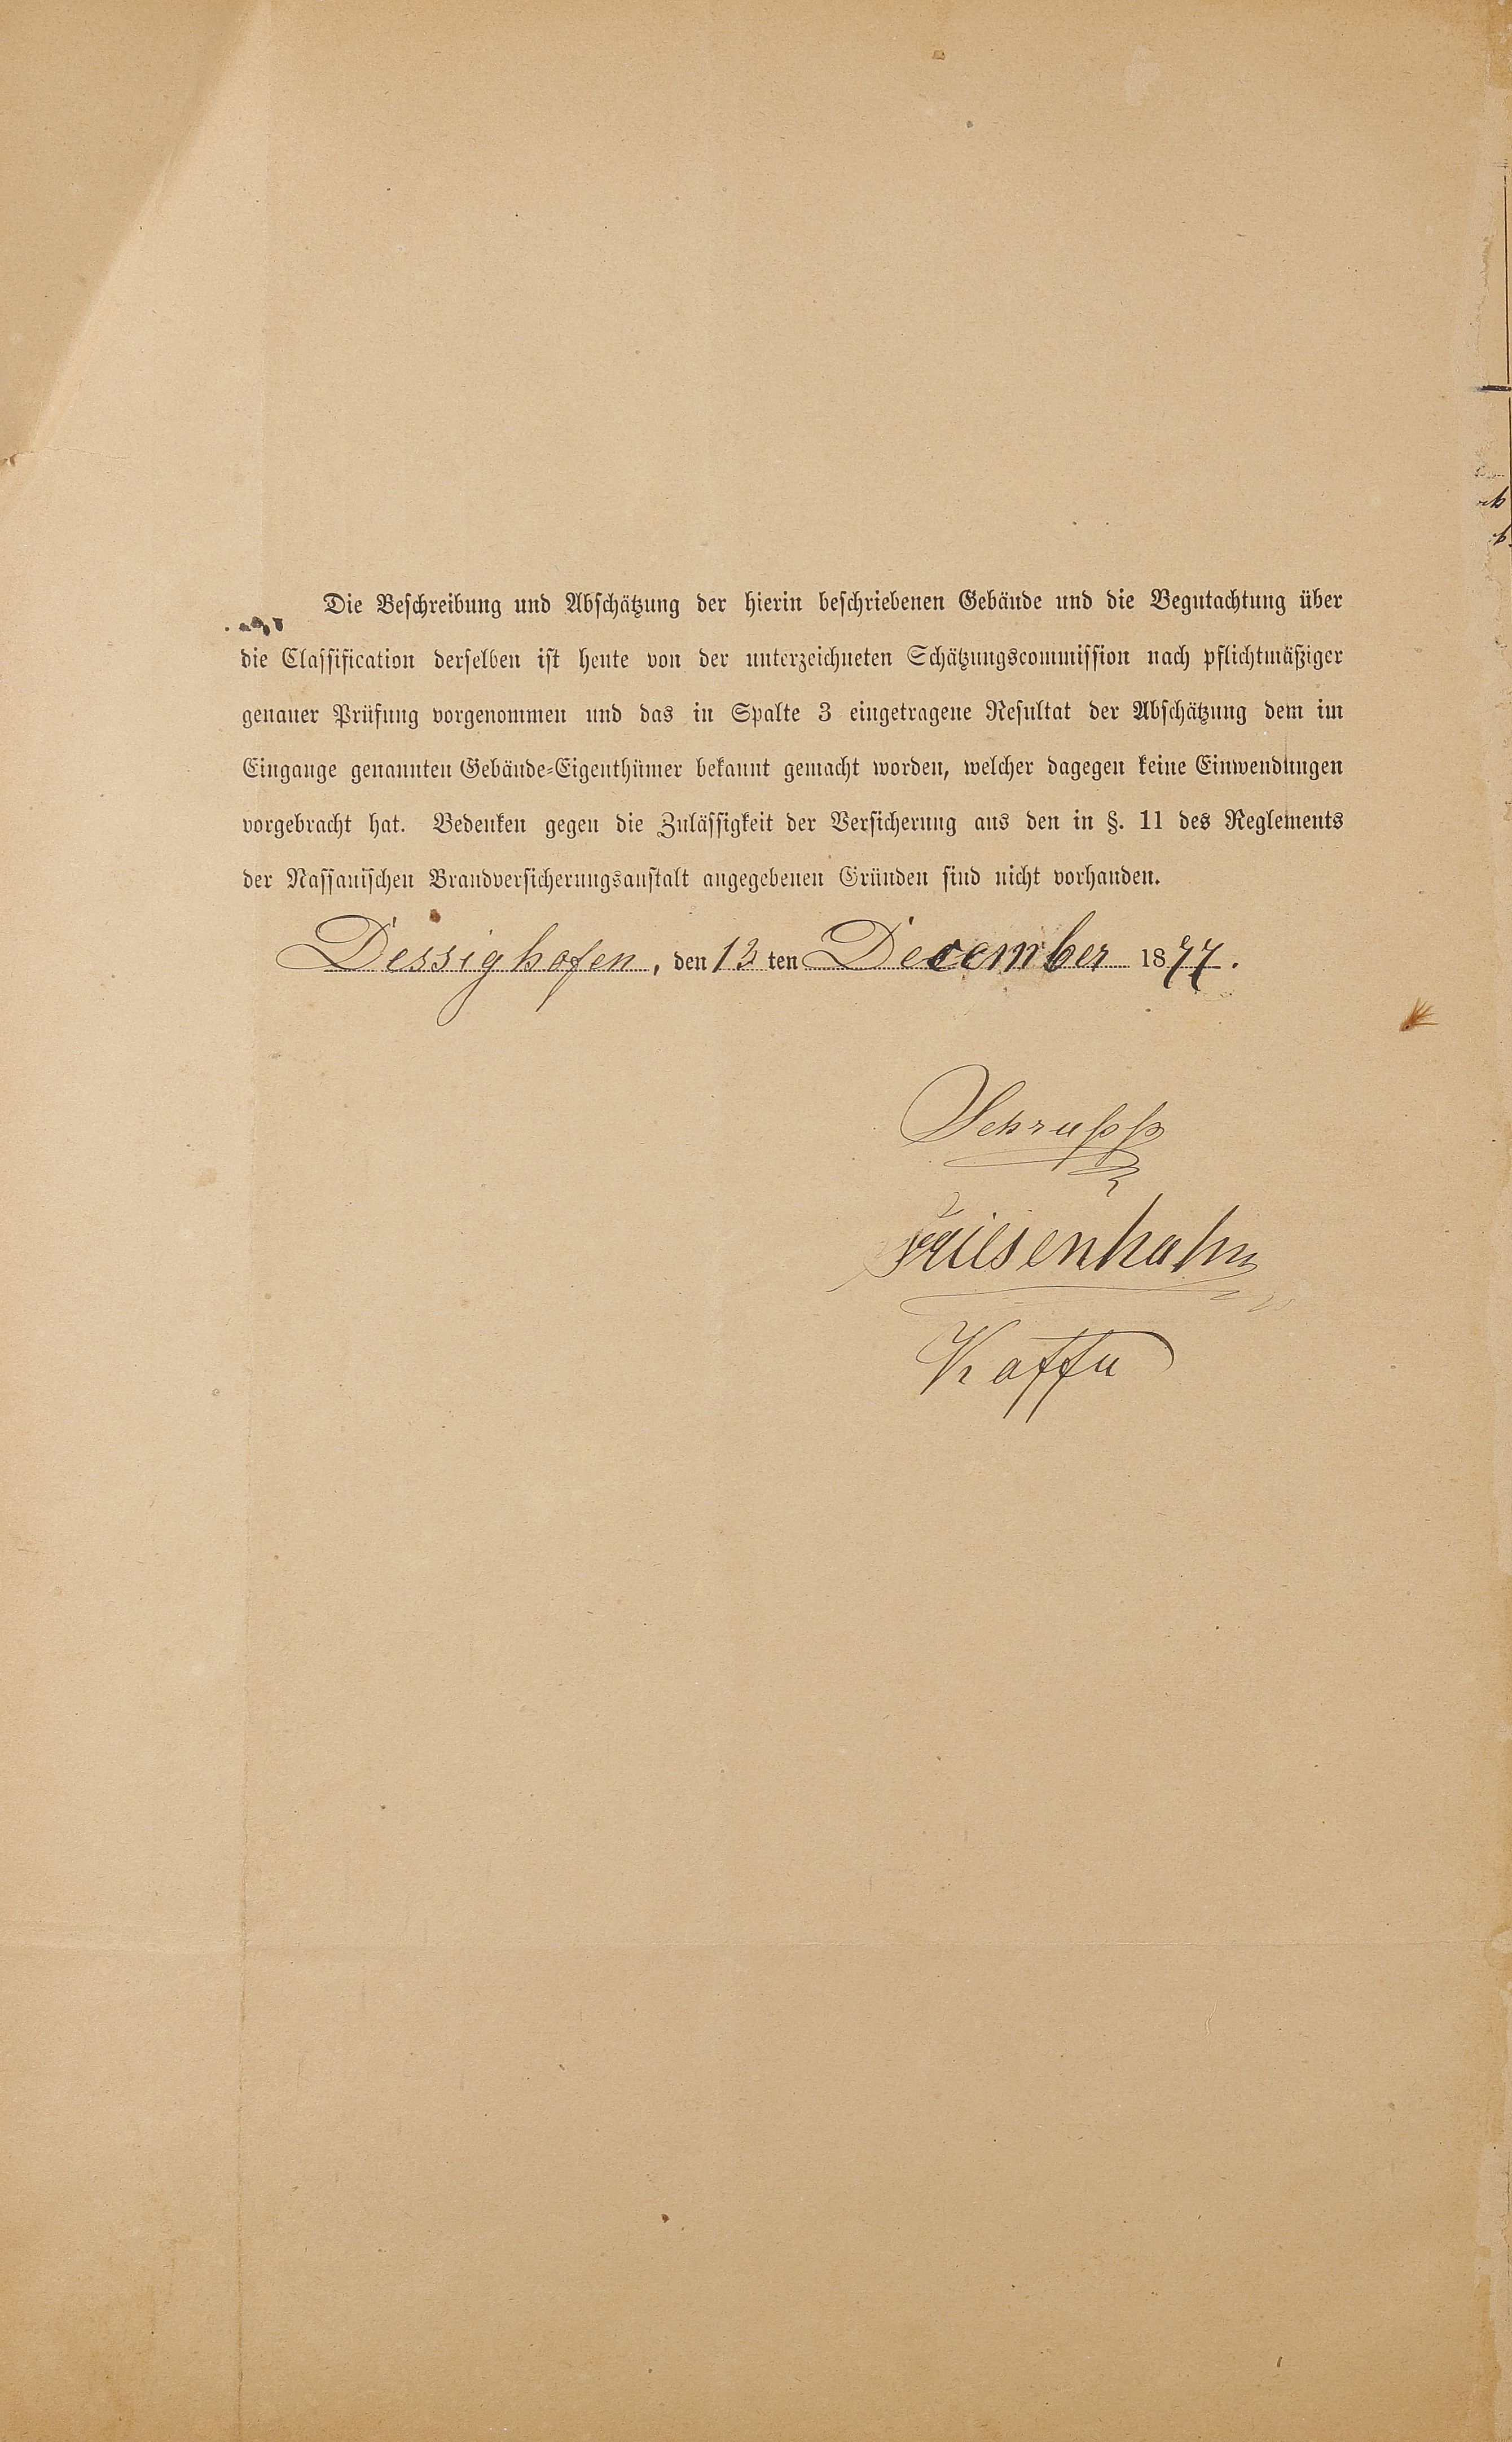 Die Beschreibung und Abschätzung der hierin beschriebenen Gebäude und die Begutachtung über
die Classification derselben ist heute von der unterzeichneten Schätzungscommission nach pflichtmäßiger
genauer Prüfung vorgenommen und das in Spalte 3 eingetragene Resultat der Abschätzung dem im
Eingange genannten Gebäude-Eigenthümer bekannt gemacht worden, welcher dagegen keine Einwendungen
vorgebracht hat. Bedenken gegen die Zulässigkeit der Versicherung aus den in §. 11 des Reglements
der Nassauischen Brandversicherungsanstalt angegebenen Gründen sind nicht vorhanden.
Dessighofen, den 12 ten December 1877.
Schrupp
Friesenhahn